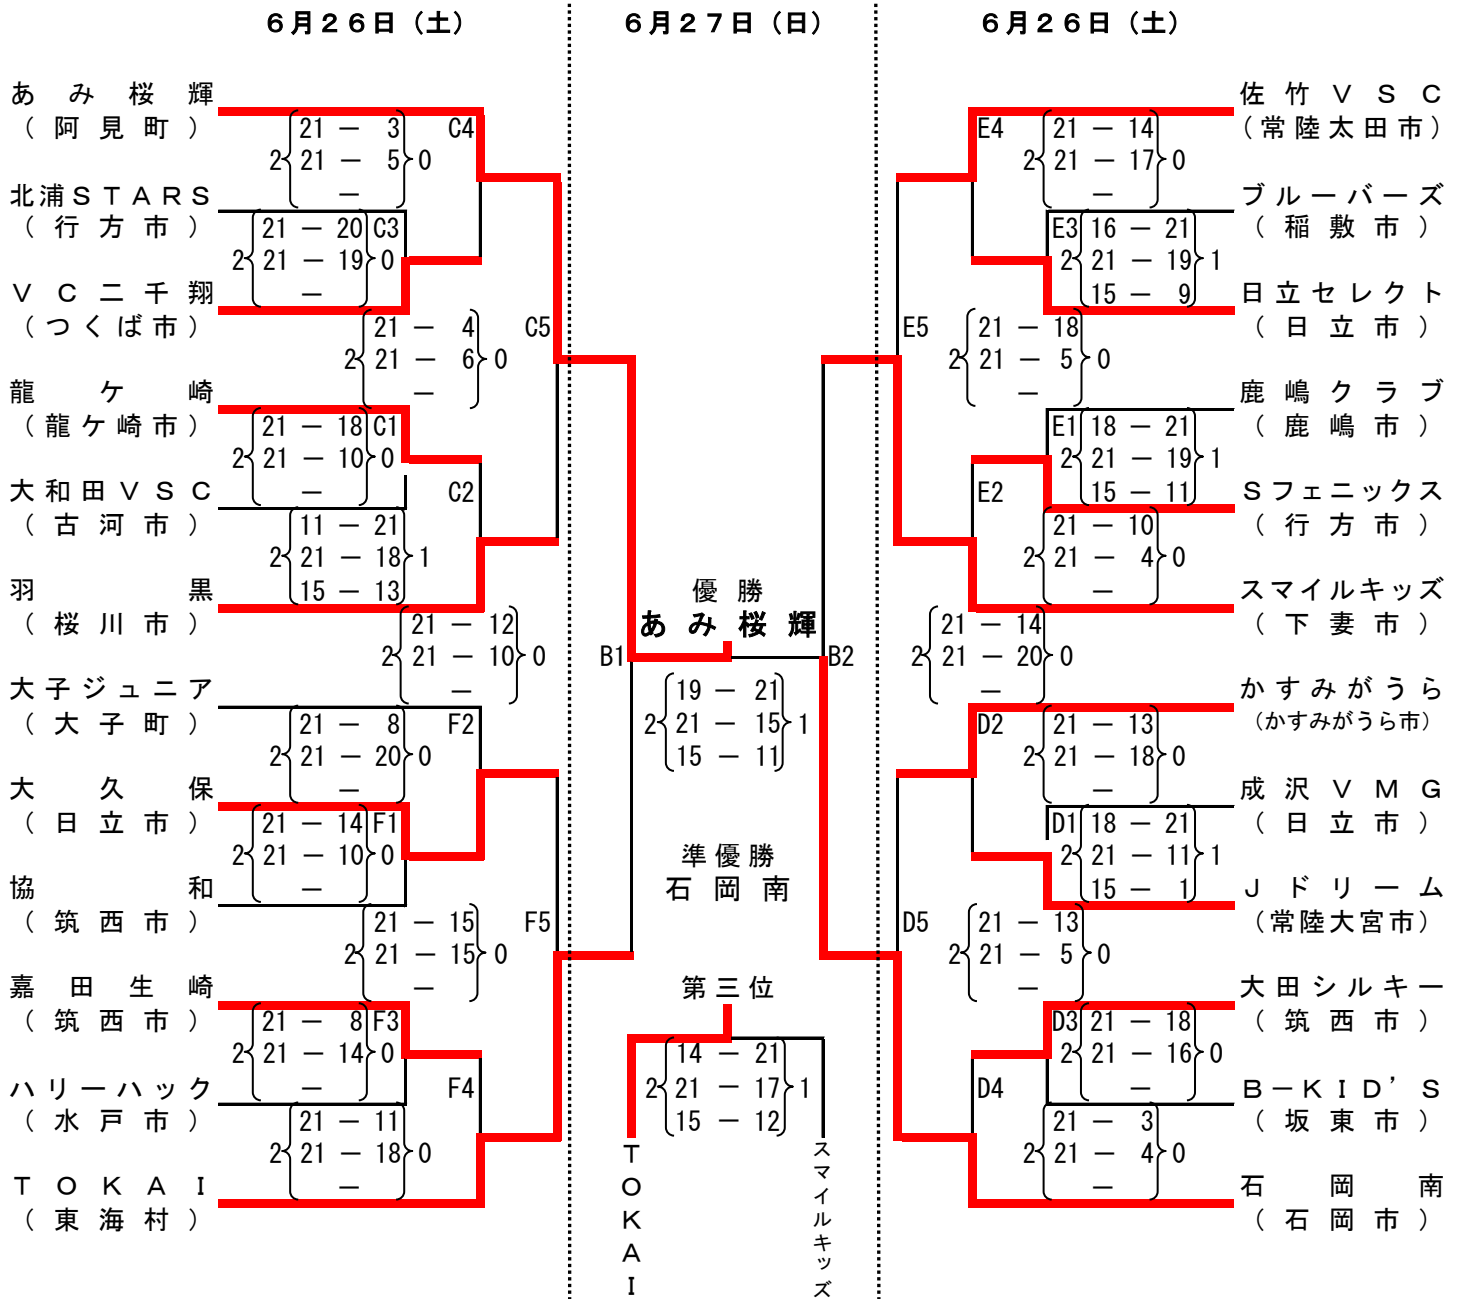 6月26日（土）
6月27日（日）
6月26日（土）
あみ桜輝
（阿見町）
21 － 3
C4
2 21 － 5 0
－
北浦ＳＴＡＲＳ
（行方市）
21 － 20
C3
2 21 － 19 0
－
ＶＣ二千翔
（つくば市）
21 － 4
C5
2 21 － 6 0
－
龍ケ崎
（龍ケ崎市）
21 － 18
C1
2 21 － 10 0
－
大和田ＶＳＣ
（古河市）
C2
11 － 21
2 21 － 18 1
15 － 13
羽黒
（桜川市）
21 － 12
2 21 － 10 0
－
B1
大子ジュニア
（大子町）
21 － 8
F2
2 21 － 20 0
－
大久保
（日立市）
21 － 14
F1
2 21 － 10 0
－
協和
（筑西市）
21 － 15
F5
2 21 － 15 0
－
嘉田生崎
（筑西市）
21 － 8
F3
2 21 － 14 0
－
ハリーハック
（水戸市）
F4
21 － 11
2 21 － 18 0
－
ＴＯＫＡＩ
（東海村）
優勝
あみ桜輝
19 － 21
2 21 － 15 1
15 － 11
準優勝
石岡南
第三位
14 － 21
2 21 － 17 1
15 － 12
ＴＯＫＡＩ
スマイルキッズ
佐竹ＶＳＣ
（常陸太田市）
E4
21 － 14
2 21 － 17 0
－
ブルーバーズ
（稲敷市）
E3
16 － 21
2 21 － 19 1
15 － 9
日立セレクト
（日立市）
E5
21 － 18
2 21 － 5 0
－
鹿嶋クラブ
（鹿嶋市）
E1
18 － 21
2 21 － 19 1
15 － 11
Ｓフェニックス
（行方市）
E2
21 － 10
2 21 － 4 0
－
スマイルキッズ
（下妻市）
21 － 14
2 21 － 20 0
－
B2
かすみがうら
（かすみがうら市）
D2
21 － 13
2 21 － 18 0
－
成沢ＶＭＧ
（日立市）
D1
18 － 21
2 21 － 11 1
15 － 1
Ｊドリーム
（常陸大宮市）
D5
21 － 13
2 21 － 5 0
－
大田シルキー
（筑西市）
D3
21 － 18
2 21 － 16 0
－
Ｂ－ＫＩＤ’Ｓ
（坂東市）
D4
21 － 3
2 21 － 4 0
－
石岡南
（石岡市）